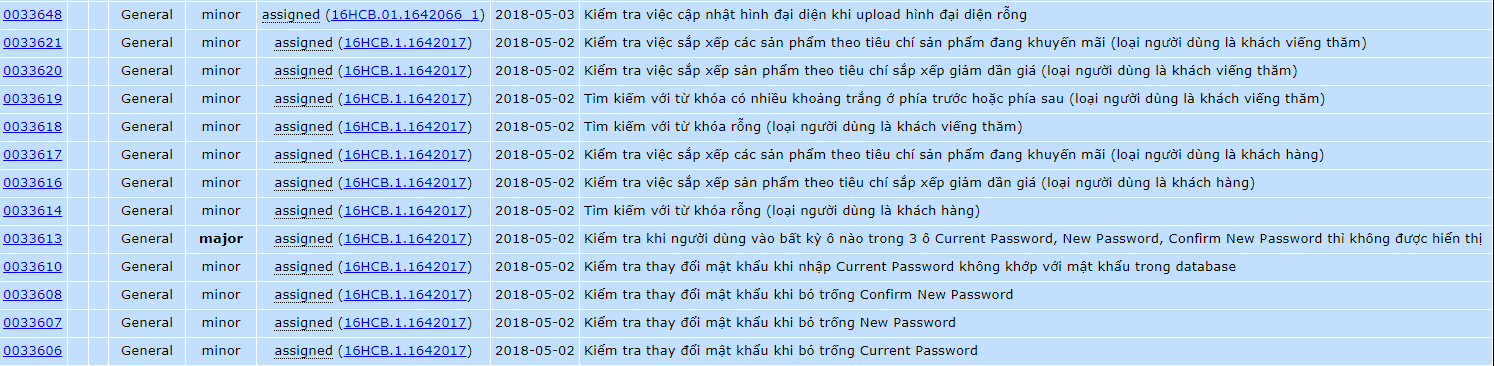 0033648 General minor assigned (16HCB.01.1642066_1) 2018-05-03 Kiểm tra việc cập nhật hình đại diện khi upload hình đại diện rỗng
0033621 General minor assigned (16HCB.1.1642017) 2018-05-02 Kiểm tra việc sắp xếp các sản phẩm theo tiêu chí sản phẩm đang khuyến mãi (loại người dùng là khách viếng thăm)
0033620 General minor assigned (16HCB.1.1642017) 2018-05-02 Kiểm tra việc sắp xếp sản phẩm theo tiêu chí sắp xếp giảm dần giá (loại người dùng là khách viếng thăm)
0033619 General minor assigned (16HCB.1.1642017) 2018-05-02 Tìm kiếm với từ khóa có nhiều khoảng trắng ở phía trước hoặc phía sau (loại người dùng là khách viếng thăm)
0033618 General minor assigned (16HCB.1.1642017) 2018-05-02 Tìm kiếm với từ khóa rỗng (loại người dùng là khách viếng thăm)
0033617 General minor assigned (16HCB.1.1642017) 2018-05-02 Kiểm tra việc sắp xếp các sản phẩm theo tiêu chí sản phẩm đang khuyến mãi (loại người dùng là khách hàng)
0033616 General minor assigned (16HCB.1.1642017) 2018-05-02 Kiểm tra việc sắp xếp sản phẩm theo tiêu chí sắp xếp giảm dần giá (loại người dùng là khách hàng)
0033614 General minor assigned (16HCB.1.1642017) 2018-05-02 Tìm kiếm với từ khóa rỗng (loại người dùng là khách hàng)
0033613 General major assigned (16HCB.1.1642017) 2018-05-02 Kiểm tra khi người dùng vào bất kỳ ô nào trong 3 ô Current Password, New Password, Confirm New Password thì không được hiển thị
0033610 General minor assigned (16HCB.1.1642017) 2018-05-02 Kiểm tra thay đổi mật khẩu khi nhập Current Password không khớp với mật khẩu trong database
0033608 General minor assigned (16HCB.1.1642017) 2018-05-02 Kiểm tra thay đổi mật khẩu khi bỏ trống Confirm New Password
0033607 General minor assigned (16HCB.1.1642017) 2018-05-02 Kiểm tra thay đổi mật khẩu khi bỏ trống New Password
0033606 General minor assigned (16HCB.1.1642017) 2018-05-02 Kiểm tra thay đổi mật khẩu khi bỏ trống Current Password